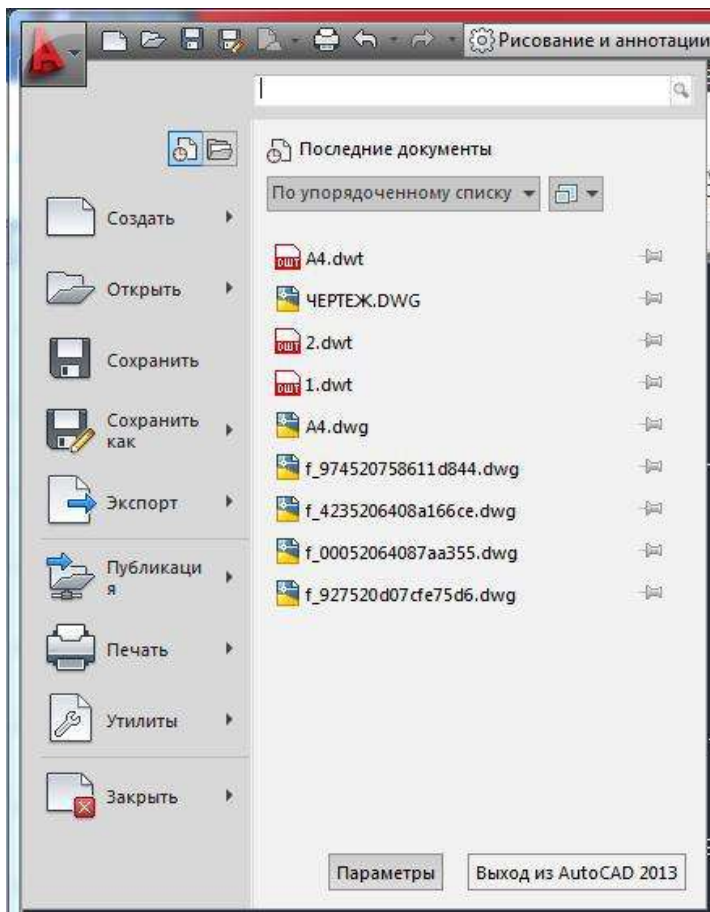 Рисование и аннотации
Последние документы
По упорядоченному списку
Создать
Открыть
Сохранить
Сохранить
как
Экспорт
Публикаци
я
Печать
Утилиты
Закрыть
A4.dwt
ЧЕРТЕЖ.DWG
2.dwt
1.dwt
A4.dwg
f_974520758611d844.dwg
f_4235206408a166ce.dwg
f_00052064087aa355.dwg
f_927520d07cfe75d6.dwg
Параметры
Выход из AutoCAD 2013